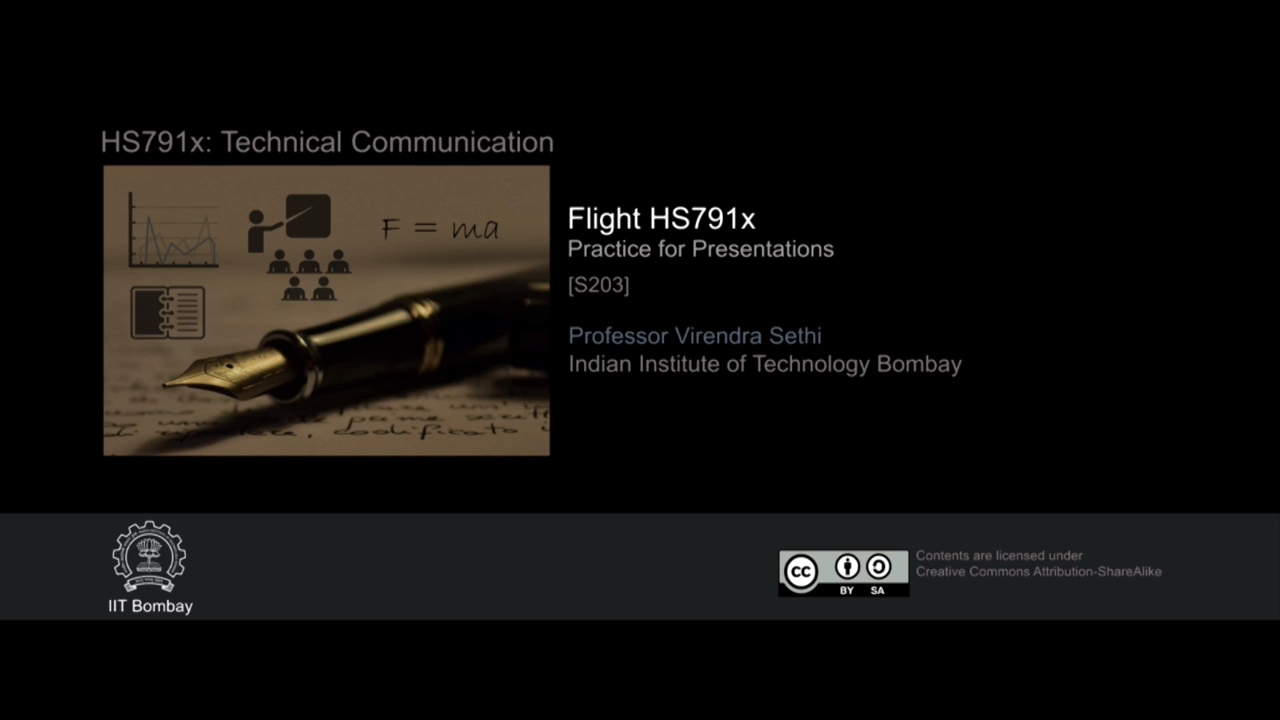 HS791x: Technical Communication
F = ma
Flight HS791x
Practice for Presentations
[S203]
Professor Virendra Sethi
Indian Institute of Technology Bombay
IIT Bombay
cc
BY SA
Contents are licensed under
Creative Commons Attribution-ShareAlike